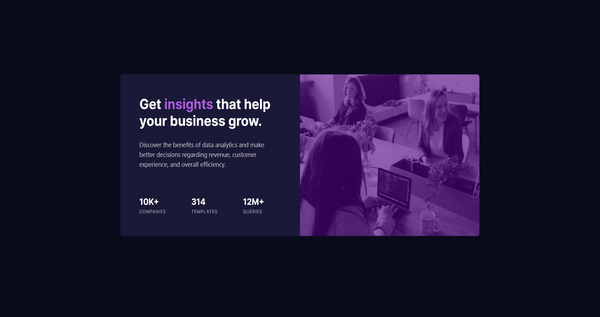 Get insights that help
your business grow.
Discover the benefits of data analytics and make
better decisions regarding revenue, customer
experience, and overall efficiency.
10K+ 314 12M+
COMPANIES TEMPLATES QUERIES